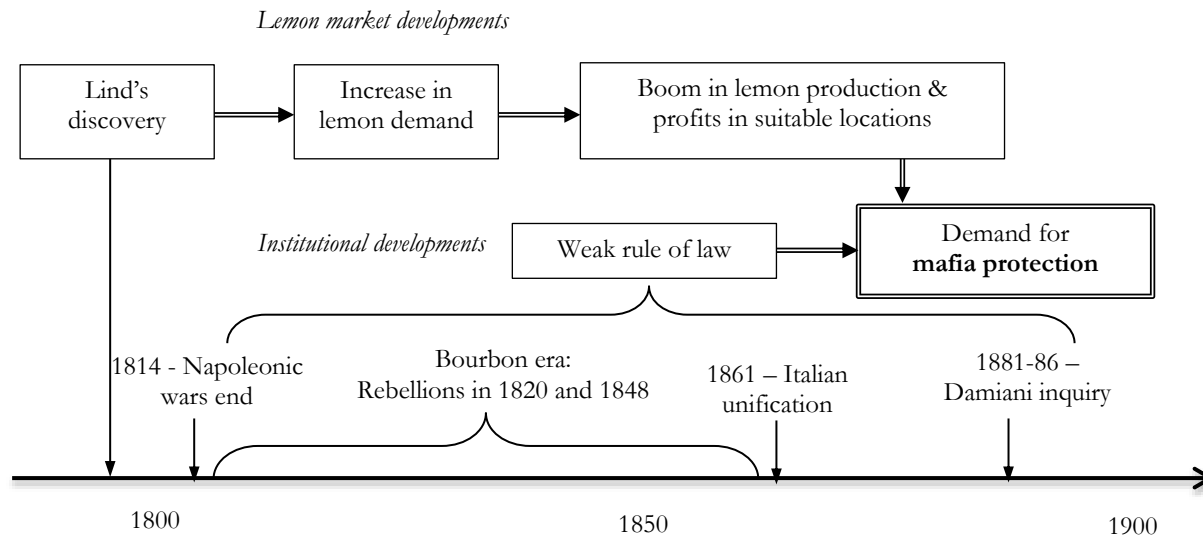 Lemon market developments
Lind's
discovery
Increase in
lemon demand
Boom in lemon production &
profits in suitable locations
Institutional developments
Weak rule of law
Demand for
mafia protection
1814 - Napoleonic
wars end
Bourbon era:
Rebellions in 1820 and 1848
1861 – Italian
unification
1881-86 –
Damiani inquiry
1800
1850
1900